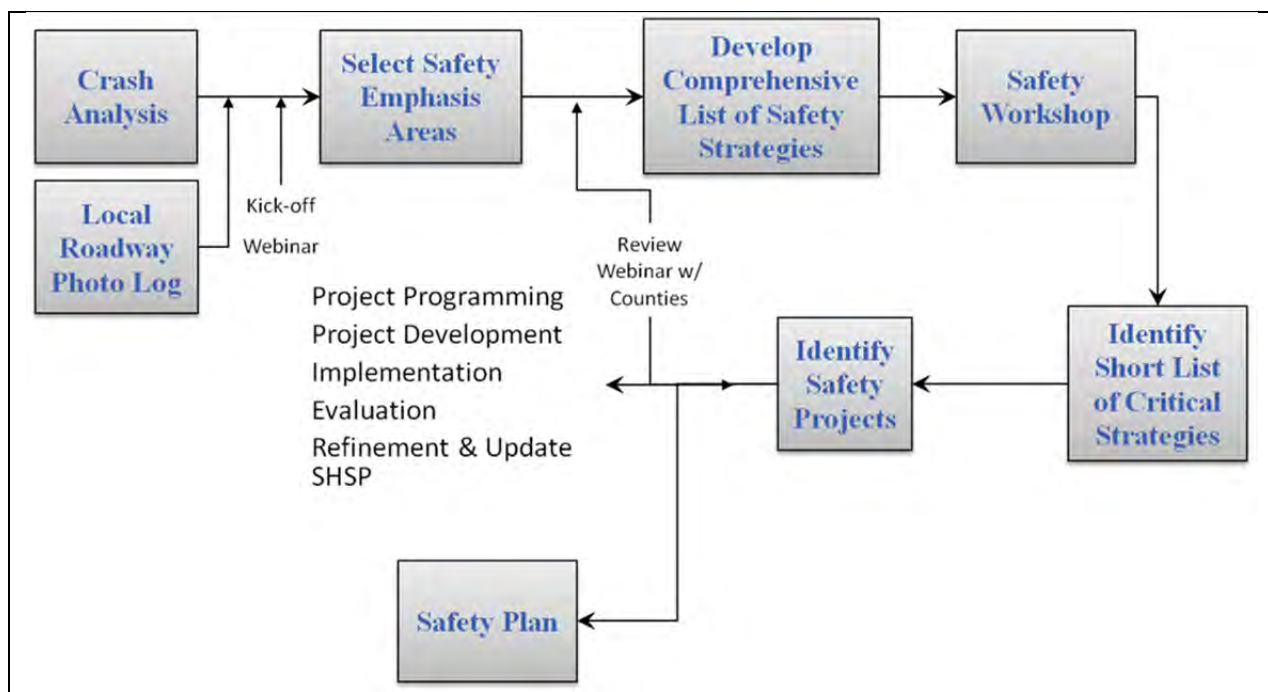 Crash
Analysis
Select Safety
Emphasis
Areas
Develop
Comprehensive
List of Safety
Strategies
Safety
Workshop
Local
Roadway
Photo Log
Kick-off
Webinar
Review
Webinar w/
Counties
Project Programming
Project Development
Implementation
Evaluation
Refinement & Update
SHSP
Identify
Safety
Projects
Identify
Short List
of Critical
Strategies
Safety Plan